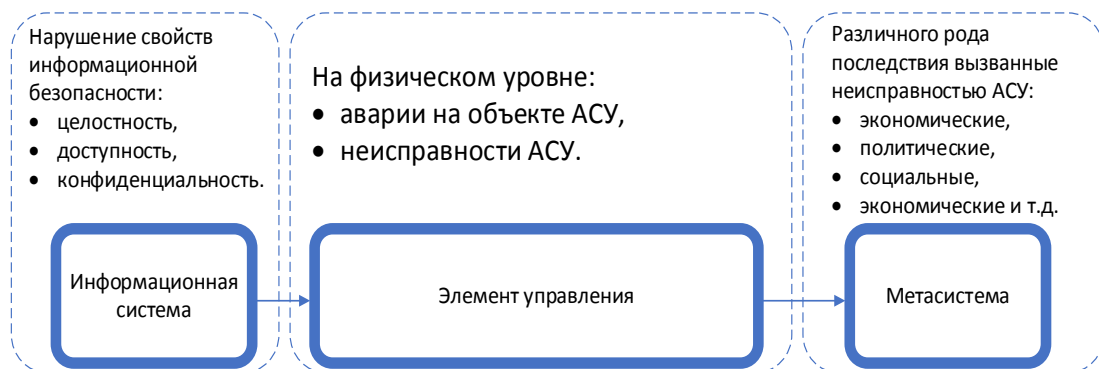 Нарушение свойств
информационной
безопасности:
• целостность,
• доступность,
• конфиденциальность.
Информационная
система
На физическом уровне:
• аварии на объекте АСУ,
• неисправности АСУ.
Элемент управления
Различного рода
последствия вызванные
неисправностью АСУ:
• экономические,
• политические,
• социальные,
• экономические и т.д.
Метасистема